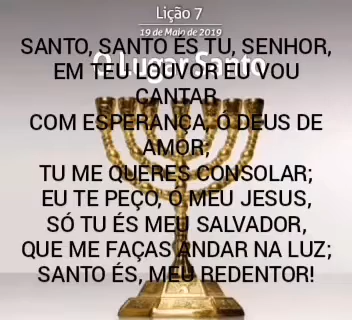 Lição 7
19 de Maio de 2019
O Lugar Santo
SANTO, SANTO ÉS TU, SENHOR,
EM TEU LOUVOR EU VOU
CANTAR
COM ESPERANÇA, Ó DEUS DE
AMOR;
TU ME QUERES CONSOLAR;
EU TE PEÇO, Ó MEU JESUS,
SÓ TU ÉS MEU SALVADOR,
QUE ME FAÇAS ANDAR NA LUZ;
SANTO ÉS, MEU REDENTOR!